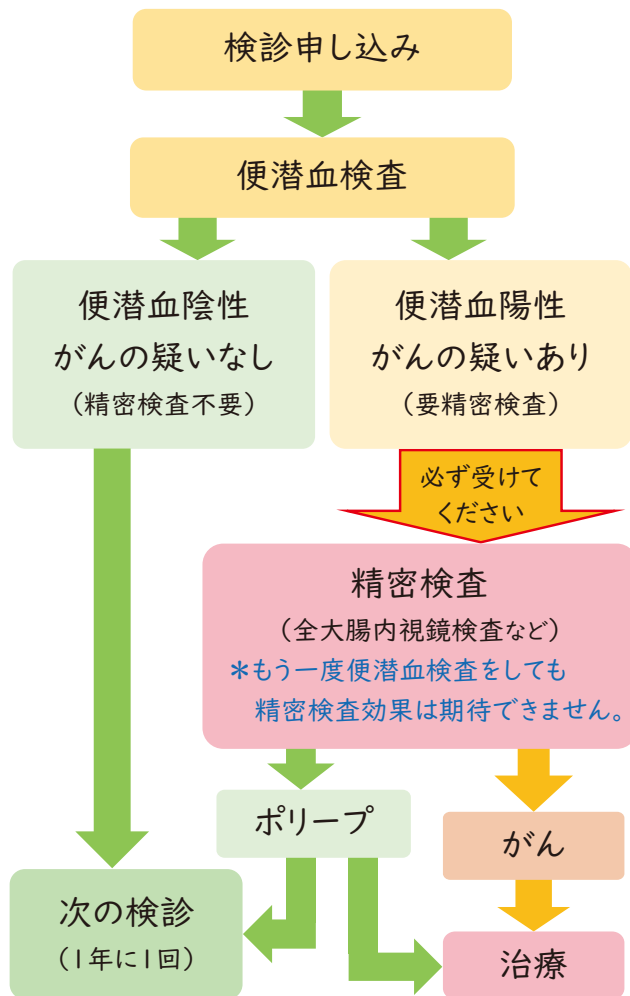 検診申し込み
便潜血検査
便潜血陰性
がんの疑いなし
（精密検査不要）
便潜血陽性
がんの疑いあり
（要精密検査）
必ず受けて
ください
精密検査
（全大腸内視鏡検査など）
＊もう一度便潜血検査をしても
精密検査効果は期待できません。
ポリープ
がん
次の検診
（1年に1回）
治療